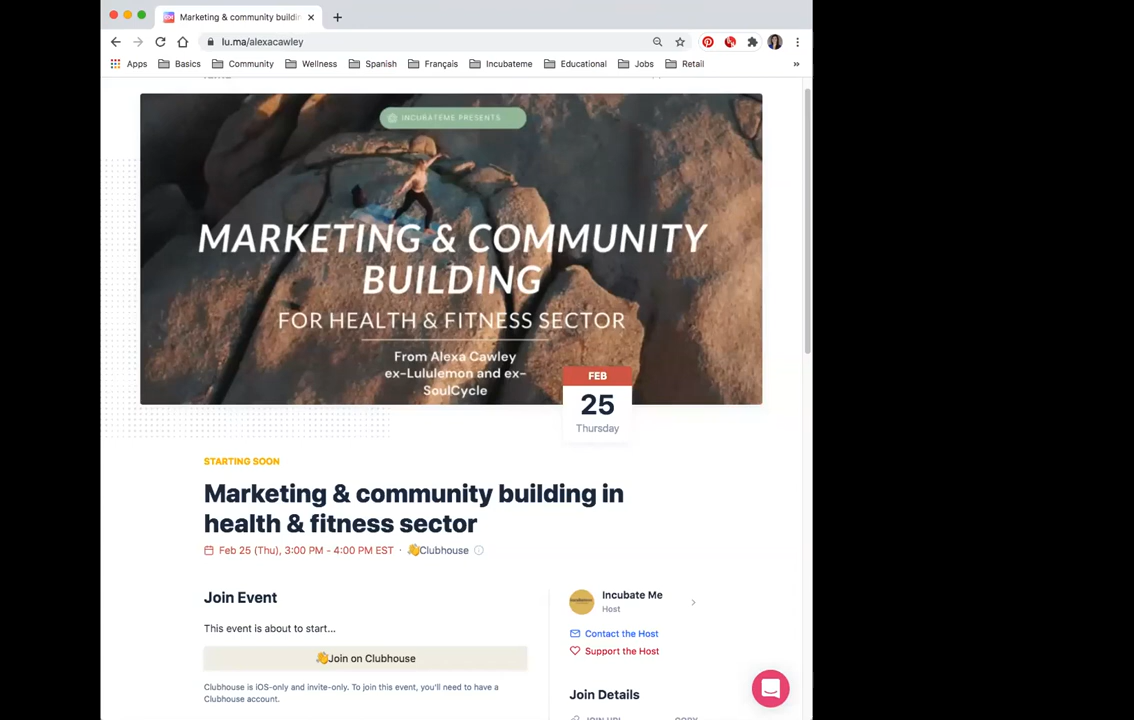 Marketing & community buildin
lu.ma/alexacawley
Apps Basics Community Wellness Spanish Français Incubateme Educational Jobs Retail »
INCURATEME PRESENTS
MARKETING & COMMUNITY
BUILDING
FOR HEALTH & FITNESS SECTOR
From Alexa Cawley
ex-Lululemon and ex-
SoulCycle
FEB
25
Thursday
STARTING SOON
Marketing & community building in
health & fitness sector
Feb 25 (Thu), 3:00 PM - 4:00 PM EST · 👋Clubhouse
Join Event
This event is about to start...
👋Join on Clubhouse
Clubhouse is iOS-only and invite-only. To join this event, you'll need to have a
Clubhouse account.
Incubate Me
Host
Contact the Host
Support the Host
Join Details
JOIN URL COPY